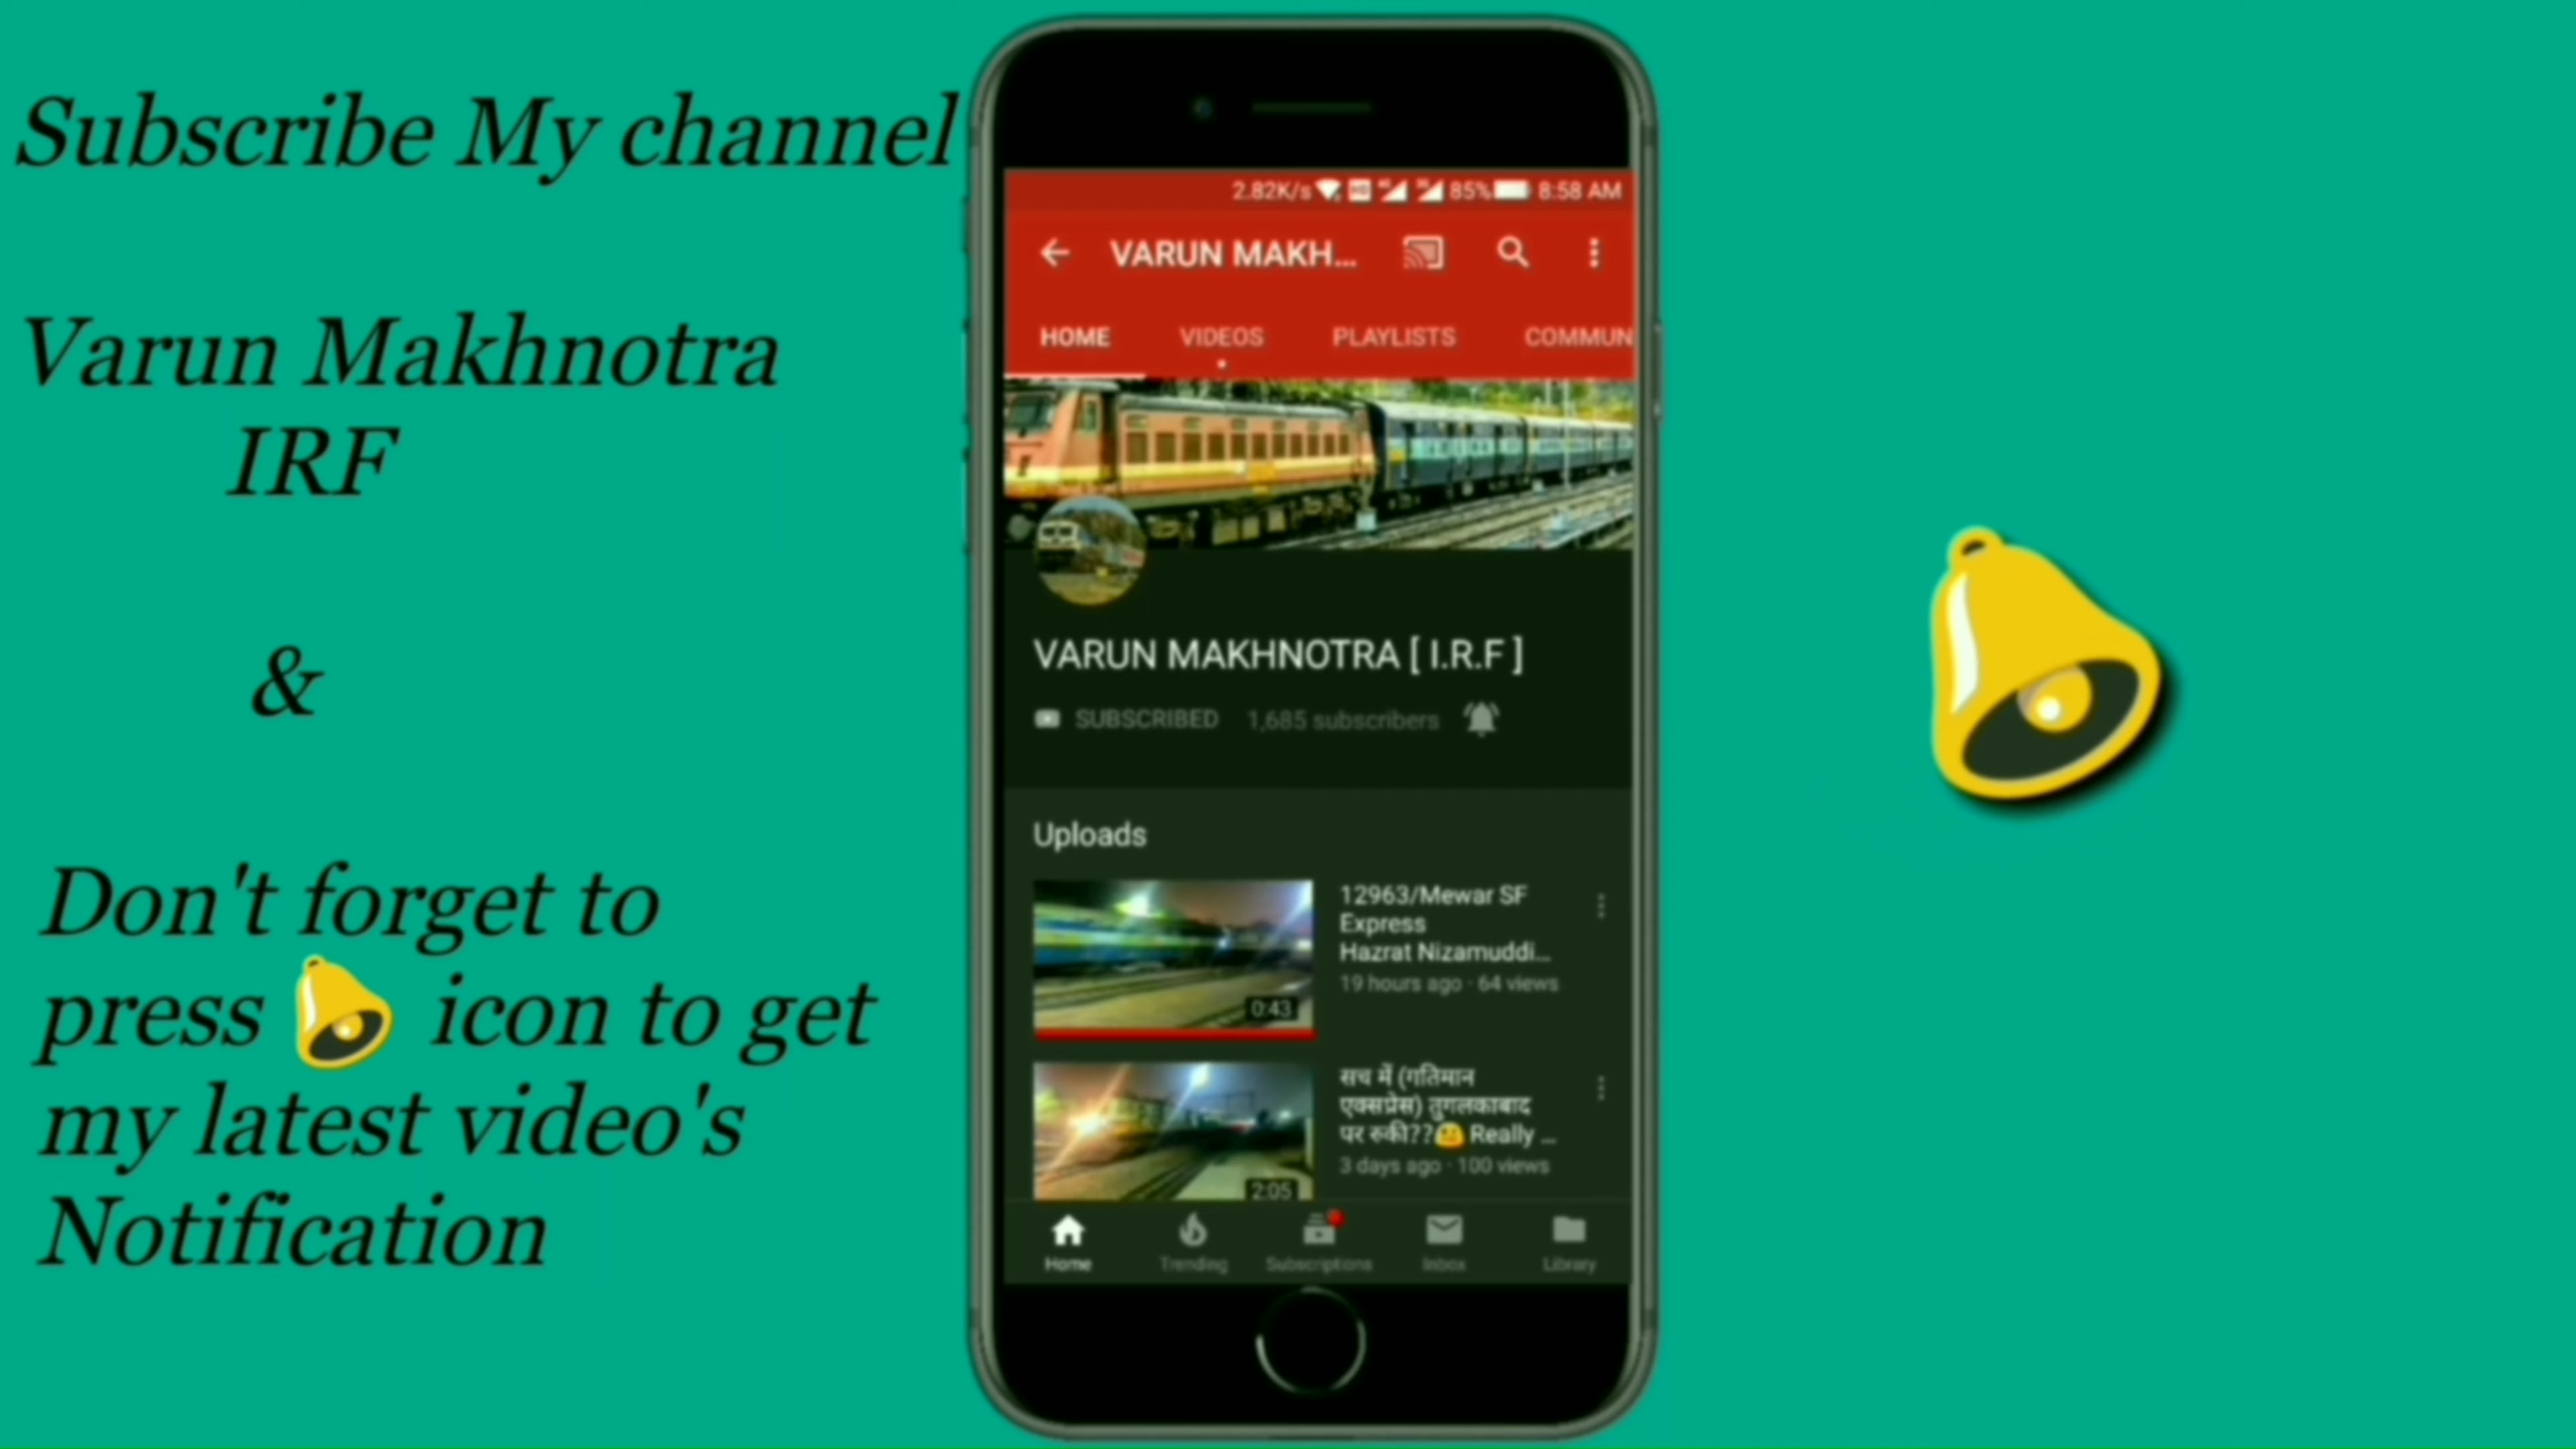 Subscribe My channel
Varun Makhnotra
IRF
&
Don't forget to
press 🔔 icon to get
my latest video's
Notification
2.82K/s 85% 8:58 AM
VARUN MAKH...
HOME VIDEOS PLAYLISTS COMMUN
VARUN MAKHNOTRA [ I.R.F ]
SUBSCRIBED 1,685 subscribers
Uploads
12963/Mewar SF
Express
Hazrat Nizamuddi...
19 hours ago · 64 views
0:43
सच में (गतिमान
एक्सप्रेस) तुगलकाबाद
पर रुकी?? Really ...
3 days ago · 100 views
2:05
Home Trending Subscriptions Inbox Library